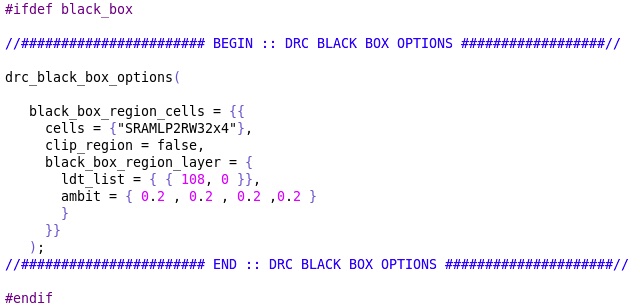 #ifdef black_box
//####################### BEGIN :: DRC BLACK BOX OPTIONS ##################//
drc_black_box_options(
black_box_region_cells = {{
cells = {"SRAMLP2RW32x4"},
clip_region = false,
black_box_region_layer = {
ldt_list = { { 108, 0 }},
ambit = { 0.2 , 0.2 , 0.2 ,0.2 }
}
}}
);
//####################### END :: DRC BLACK BOX OPTIONS #####################//
#endif